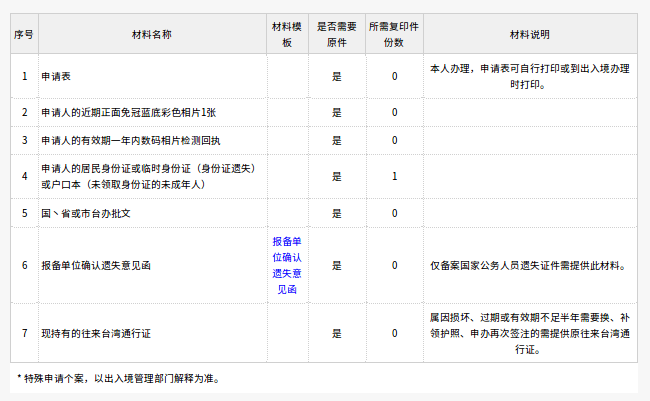 序号 材料名称 材料模板 是否需要原件 所需复印件份数 材料说明
1 申请表 是 0 本人办理，申请表可自行打印或到出入境办理时打印。
2 申请人的近期正面免冠蓝底彩色相片1张 是 0
3 申请人的有效期一年内数码相片检测回执 是 0
4 申请人的居民身份证或临时身份证（身份证遗失）或户口本（未领取身份证的未成年人） 是 1
5 国丶省或市台办批文 是 0
6 报备单位确认遗失意见函 报备单位确认遗失意见函 是 0 仅备案国家公务人员遗失证件需提供此材料。
7 现持有的往来台湾通行证 是 0 属因损坏、过期或有效期不足半年需要换、补领护照、申办再次签注的需提供原往来台湾通行证。
* 特殊申请个案，以出入境管理部门解释为准。